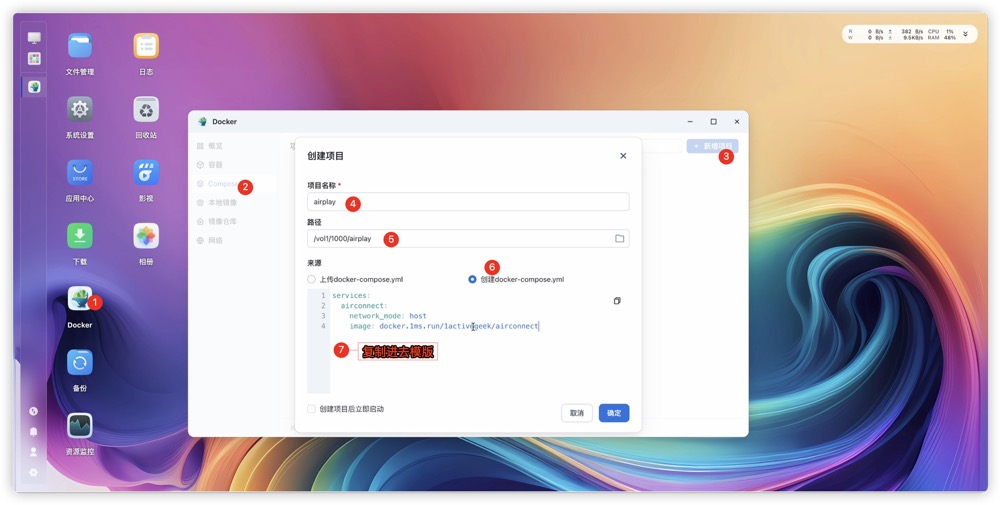 R 0 B/s ± 382 B/s CPU 1%
W 0 B/s ± 9.5KB/s RAM 48%
文件管理
日志
系统设置
回收站
STORE
应用中心
影视
下载
相册
1
Docker
备份
资源监控
Docker
概览
容器
Compose
2
本地镜像
镜像仓库
网络
+ 新增项目
3
创建项目
项目名称 *
airplay
4
路径
/vol1/1000/airplay
5
来源
6
上传docker-compose.yml
创建docker-compose.yml
1 services:
2 airconnect:
3 network_mode: host
4 image: docker.1ms.run/1activegeek/airconnect
7 复制进去模版
创建项目后立即启动
取消
确定